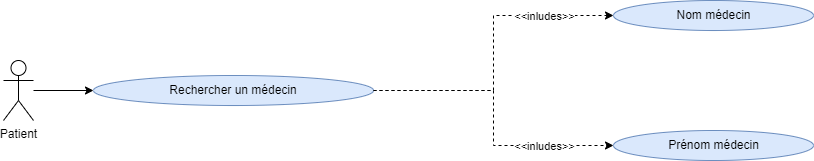 Nom médecin
<<inludes>>
Rechercher un médecin
Patient
<<inludes>>
Prénom médecin